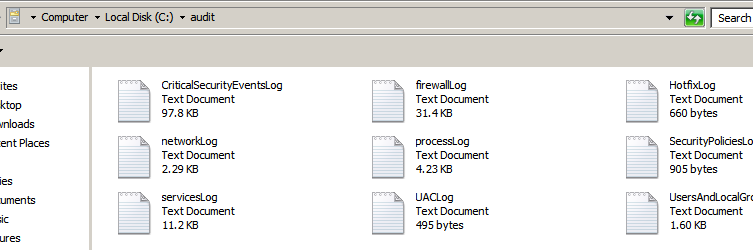 Computer Local Disk (C:) audit Search
rites
CriticalSecurityEventsLog firewallLog HotfixLog
ktop
Text Document Text Document Text Document
97.8 KB 31.4 KB 660 bytes
wnloads
ent Places
networkLog processLog SecurityPoliciesLo
Text Document Text Document Text Document
2.29 KB 4.23 KB 905 bytes
ies
cuments
servicesLog UACLog UsersAndLocalGro
Text Document Text Document Text Document
sic
11.2 KB 495 bytes 1.60 KB
ures